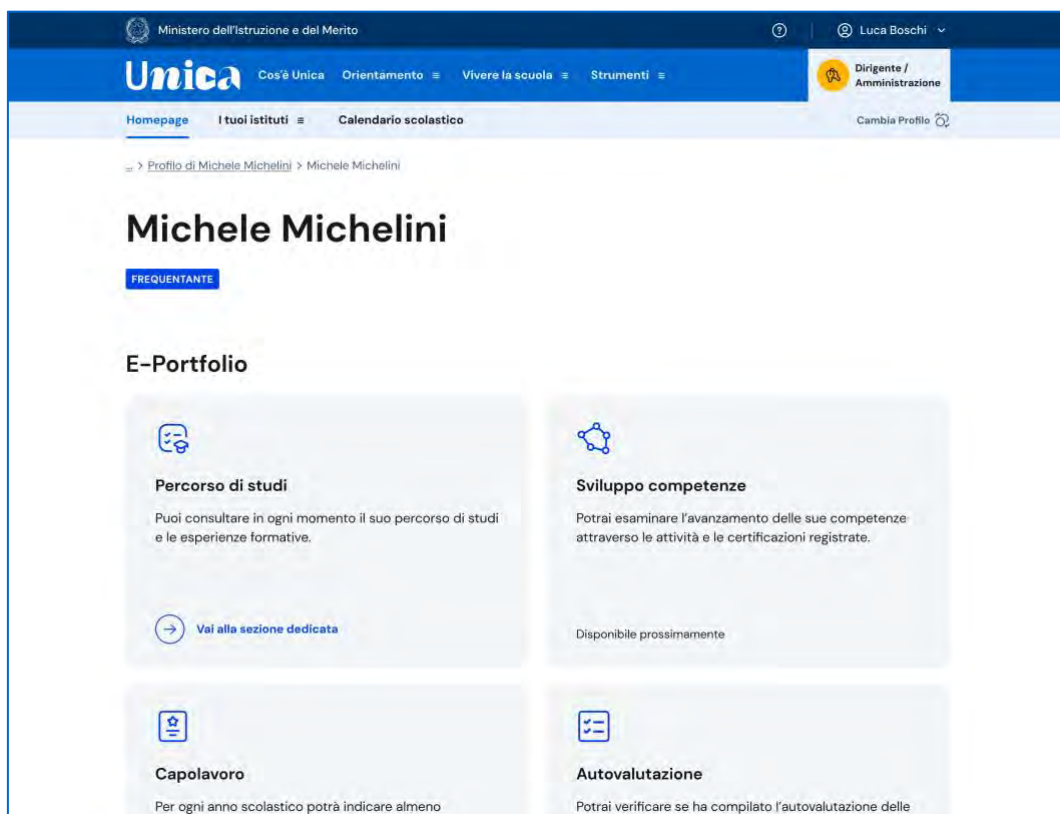 Ministero dell'Istruzione e del Merito
Luca Boschi
Unica
Cos'è Unica Orientamento Vivere la scuola Strumenti
Dirigente /
Amministrazione
Homepage I tuoi istituti Calendario scolastico
Cambia Profilo
... > Profilo di Michele Michelini > Michele Michelini
Michele Michelini
FREQUENTANTE
E-Portfolio
Percorso di studi
Puoi consultare in ogni momento il suo percorso di studi
e le esperienze formative.
Vai alla sezione dedicata
Sviluppo competenze
Potrai esaminare l'avanzamento delle sue competenze
attraverso le attività e le certificazioni registrate.
Disponibile prossimamente
Capolavoro
Per ogni anno scolastico potrà indicare almeno
Autovalutazione
Potrai verificare se ha compilato l'autovalutazione delle